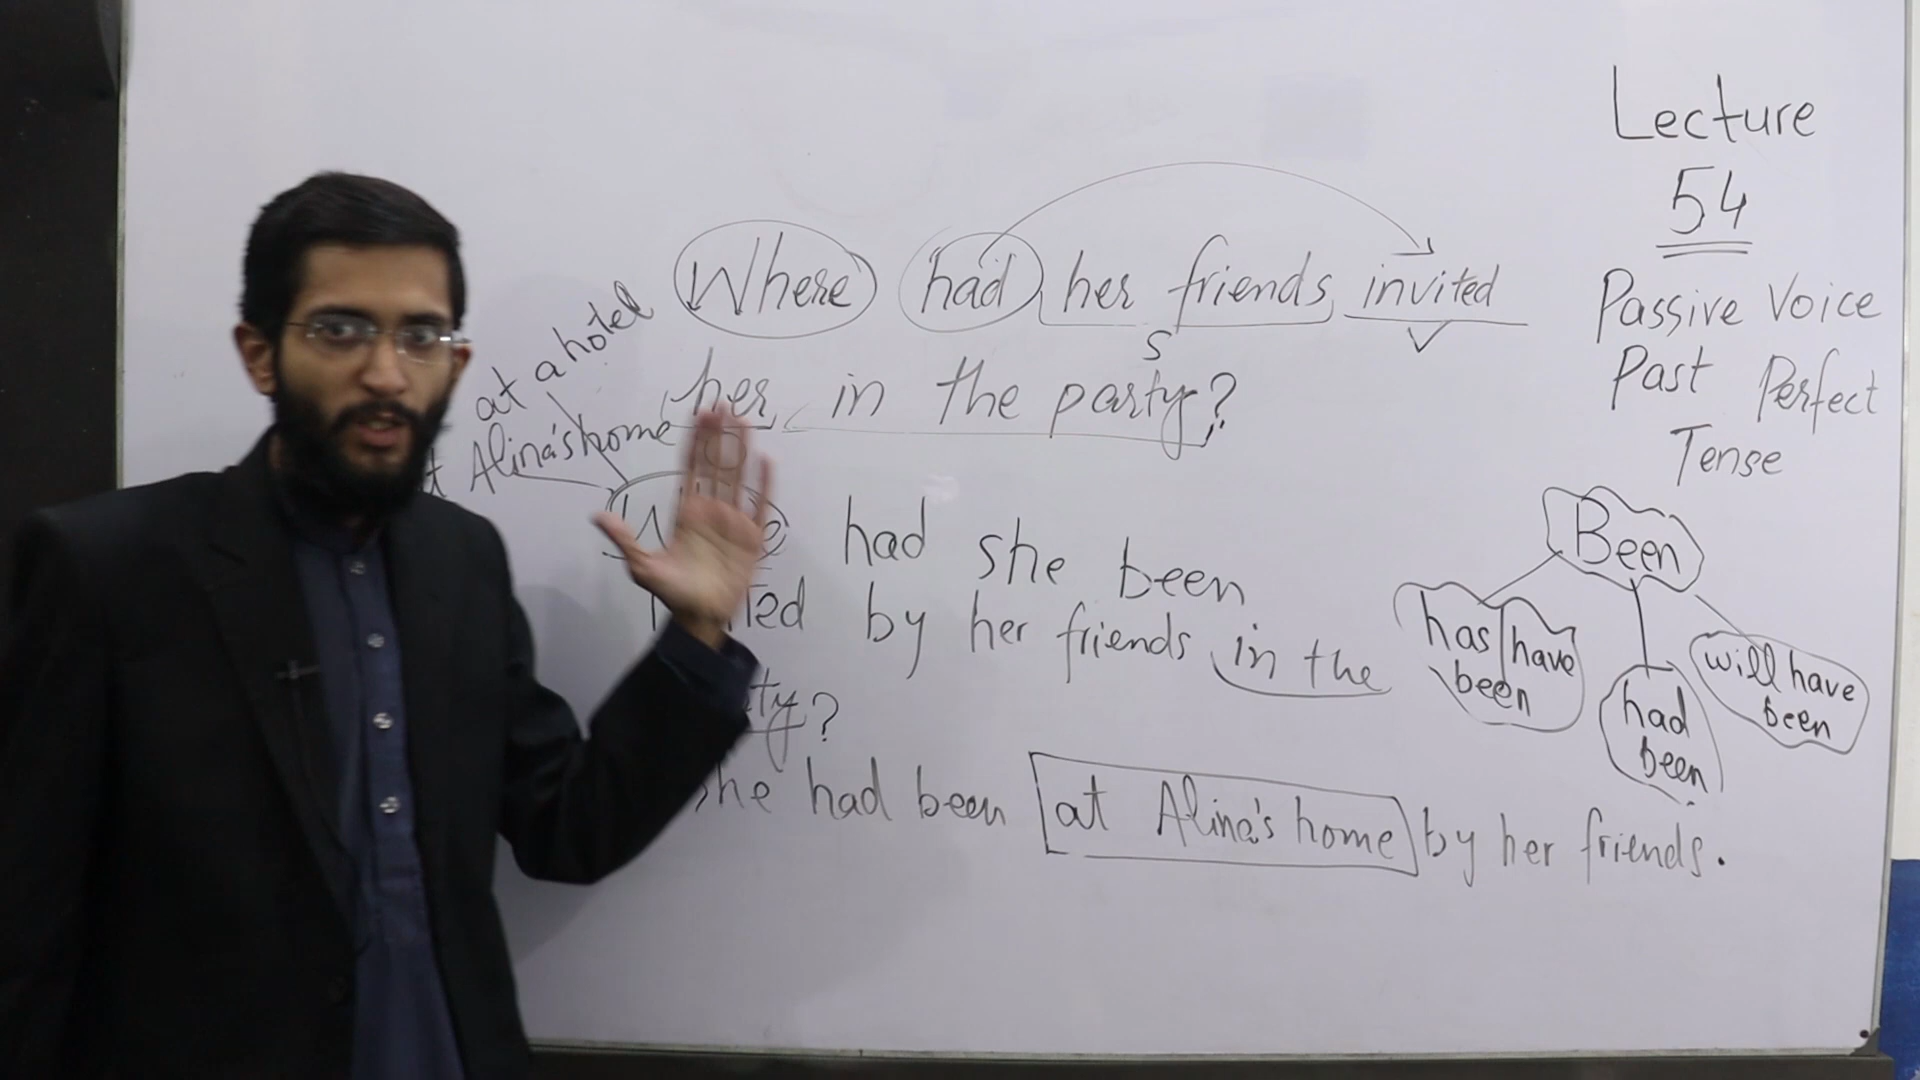 Lecture
54
Passive Voice
Past Perfect
Tense
Where had her friends invited
S
her in the party?
O
at a hotel
Alina's home
had she been
by her friends in the
?
she had been at Alina's home by her friends.
Been
has have
been
had
been
will have
been